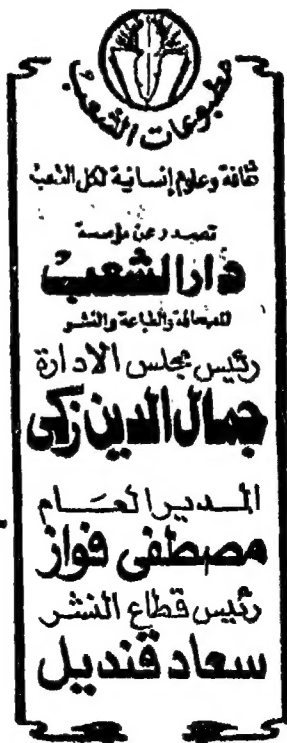 مطبوعات الشعب
ثقافة وعلوم إنسانية لكل الشعب
تصدر عن مؤسسة
دار الشعب
للصحافة والطباعة والنشر
رئيس مجلس الادارة
جمال الدين زكى
المدير العام
مصطفى فواز
رئيس قطاع النشر
سعاد قنديل